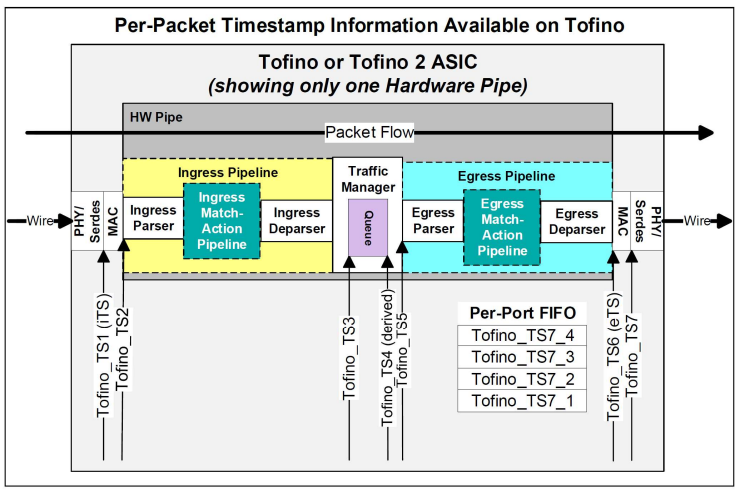 Per-Packet Timestamp Information Available on Tofino
Tofino or Tofino 2 ASIC
(showing only one Hardware Pipe)
HW Pipe
Packet Flow
Ingress Pipeline
Traffic
Manager
Egress Pipeline
Wire
PHY/
Serdes
MAC
Ingress
Parser
Ingress
Match-
Action
Pipeline
Ingress
Deparser
Queue
Egress
Parser
Egress
Match-
Action
Pipeline
Egress
Deparser
MAC
Serdes
PHY/
Wire
Tofino_TS1 (iTS)
Tofino_TS2
Tofino_TS3
Tofino_TS4 (derived)
Tofino_TS5
Per-Port FIFO
Tofino_TS7_4
Tofino_TS7_3
Tofino_TS7_2
Tofino_TS7_1
Tofino_TS6 (eTS)
Tofino_TS7